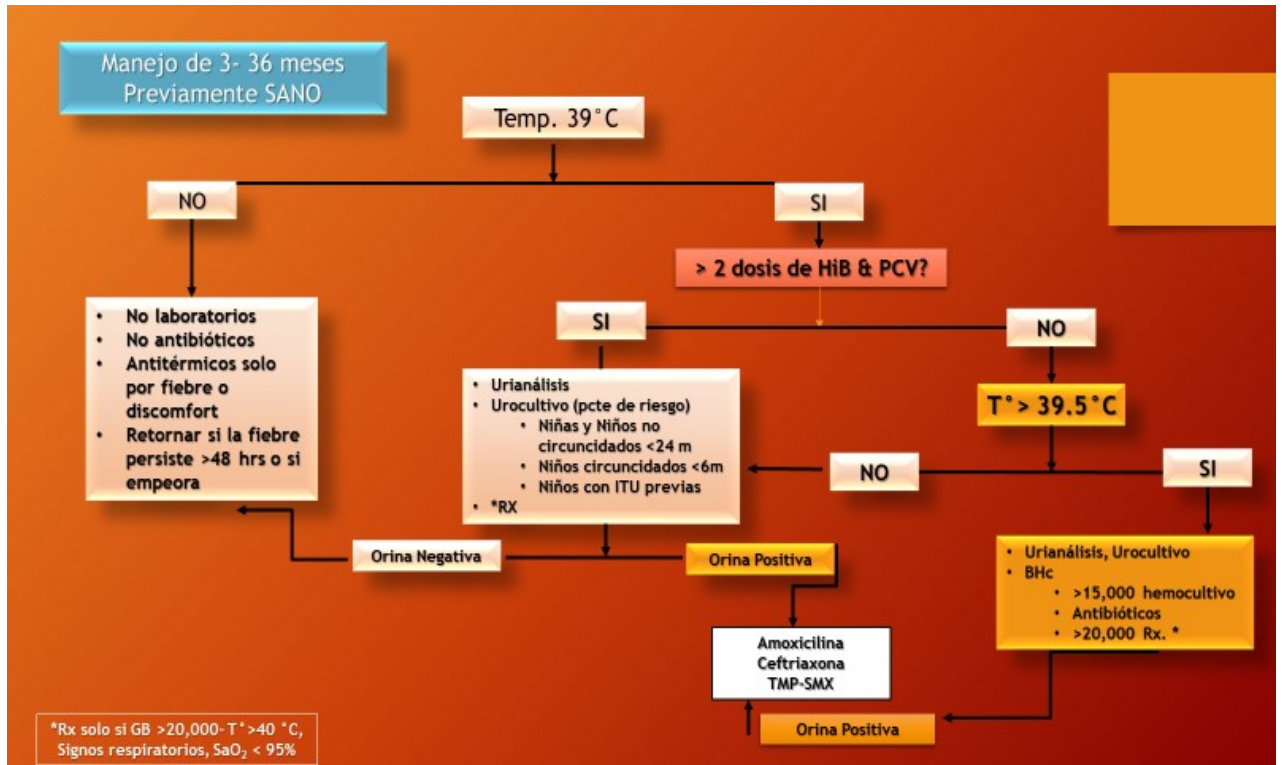 Manejo de 3- 36 meses
Previamente SANO
Temp. 39°C
NO
SI
> 2 dosis de HiB & PCV?
• No laboratorios
• No antibióticos
• Antitérmicos solo
por fiebre o
discomfort
• Retornar si la fiebre
persiste >48 hrs o si
empeora
SI
NO
• Urianálisis
• Urocultivo (pcte de riesgo)
• Niñas y Niños no
circuncidados <24 m
• Niños circuncidados <6m
• Niños con ITU previas
• *RX
T°> 39.5°C
NO
SI
Orina Negativa
Orina Positiva
• Urianálisis, Urocultivo
• BHc
• >15,000 hemocultivo
• Antibióticos
• >20,000 Rx. *
Amoxicilina
Ceftriaxona
TMP-SMX
Orina Positiva
*Rx solo si GB >20,000- T°>40 °C,
Signos respiratorios, SaO₂ < 95%